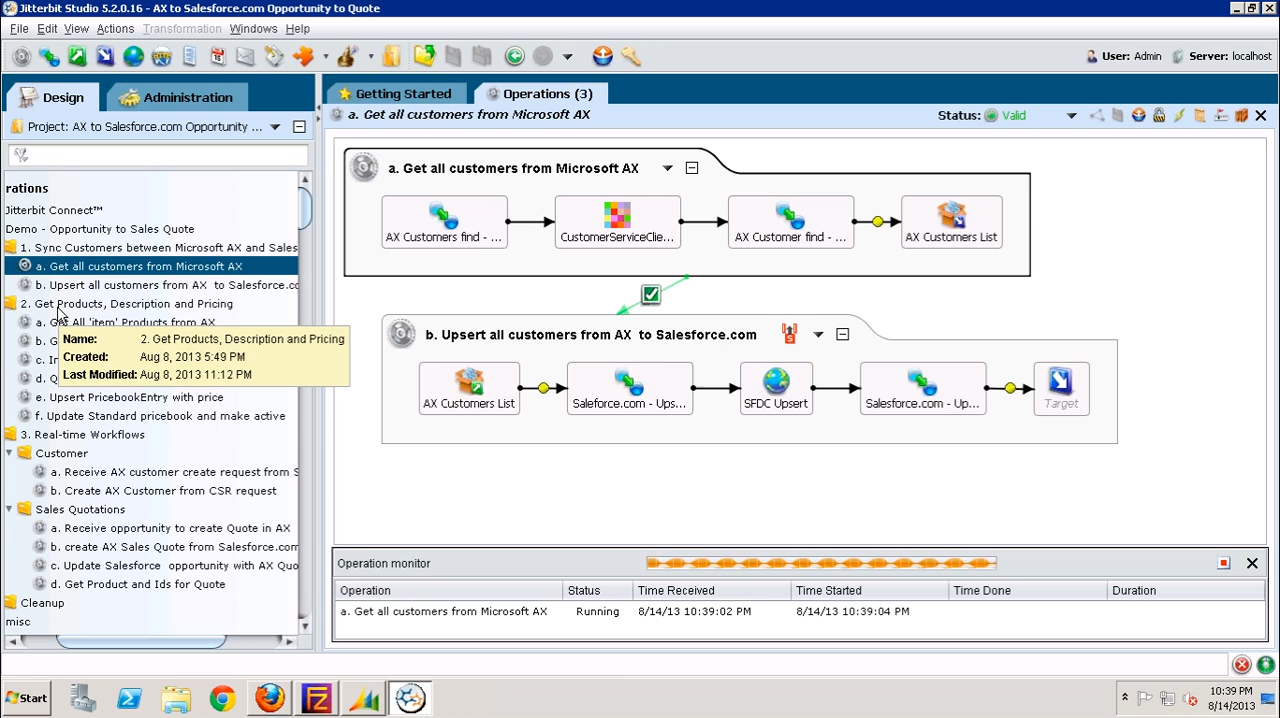 Jitterbit Studio 5.2.0.16 - AX to Salesforce.com Opportunity to Quote
File Edit View Actions Transformation Windows Help
User: Admin Server: localhost
Design Administration
Getting Started Operations (3)
Project: AX to Salesforce.com Opportunity ...
a. Get all customers from Microsoft AX
Status: Valid
rations
Jitterbit Connect™
Demo - Opportunity to Sales Quote
1. Sync Customers between Microsoft AX and Sales
a. Get all customers from Microsoft AX
b. Upsert all customers from AX to Salesforce.co
2. Get Products, Description and Pricing
a. Get All 'item' Products from AX
b. G
c. In
d. Q
e. Upsert PricebookEntry with price
f. Update Standard pricebook and make active
3. Real-time Workflows
Customer
a. Receive AX customer create request from S
b. Create AX Customer from CSR request
Sales Quotations
a. Receive opportunity to create Quote in AX
b. create AX Sales Quote from Salesforce.com
c. Update Salesforce opportunity with AX Quo
d. Get Product and Ids for Quote
Cleanup
misc
Name: 2. Get Products, Description and Pricing
Created: Aug 8, 2013 5:49 PM
Last Modified: Aug 8, 2013 11:12 PM
a. Get all customers from Microsoft AX
AX Customers find - ...
CustomerServiceClie...
AX Customer find - ...
AX Customers List
b. Upsert all customers from AX to Salesforce.com
AX Customers List
Saleforce.com - Ups...
SFDC Upsert
Salesforce.com - Up...
Target
Operation monitor
Operation Status Time Received Time Started Time Done Duration
a. Get all customers from Microsoft AX Running 8/14/13 10:39:02 PM 8/14/13 10:39:04 PM
Start
10:39 PM
8/14/2013